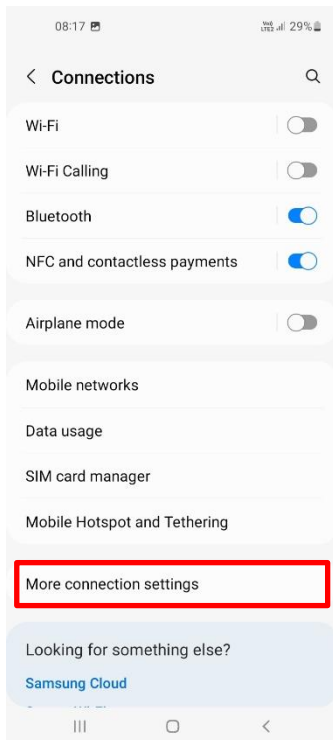 08:17 29%
Connections
Wi-Fi
Wi-Fi Calling
Bluetooth
NFC and contactless payments
Airplane mode
Mobile networks
Data usage
SIM card manager
Mobile Hotspot and Tethering
More connection settings
Looking for something else?
Samsung Cloud